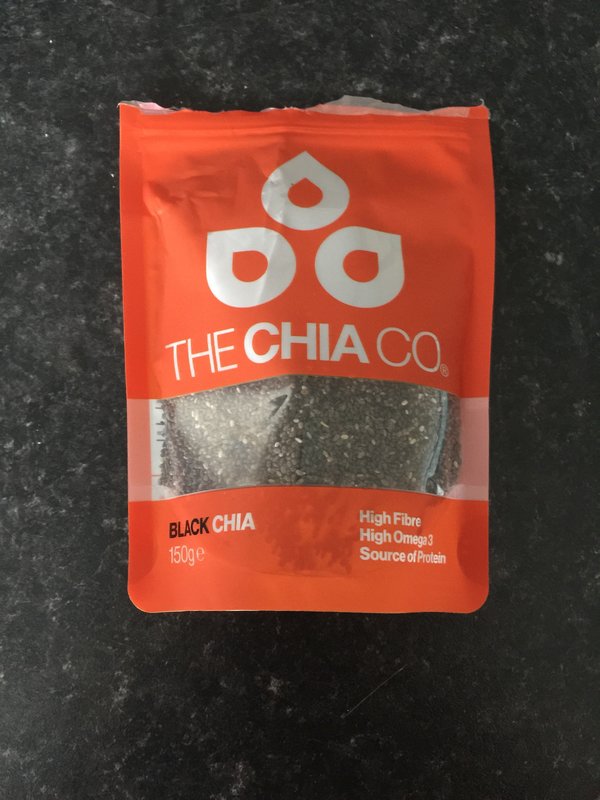 THE CHIA CO®
BLACK CHIA
150g e
High Fibre
High Omega 3
Source of Protein